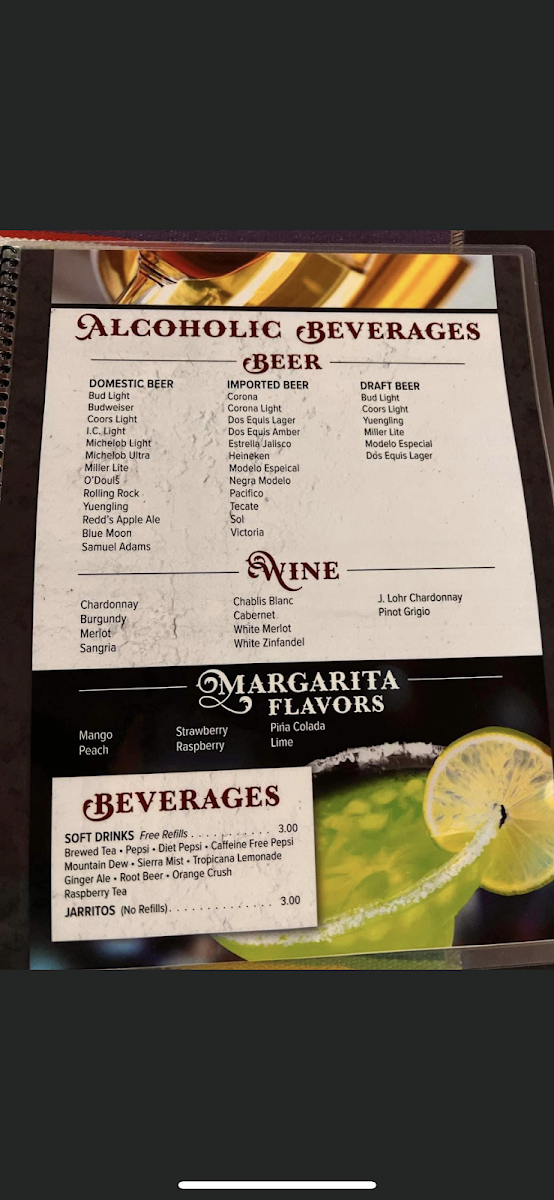 ALCOHOLIC BEVERAGES
BEER
DOMESTIC BEER
Bud Light
Budweiser
Coors Light
I.C. Light
Michelob Light
Michelob Ultra
Miller Lite
O'Douls
Rolling Rock
Yuengling
Redd's Apple Ale
Blue Moon
Samuel Adams
IMPORTED BEER
Corona
Corona Light
Dos Equis Lager
Dos Equis Amber
Estrella Jalisco
Heineken
Modelo Espeical
Negra Modelo
Pacifico
Tecate
Sol
Victoria
DRAFT BEER
Bud Light
Coors Light
Yuengling
Miller Lite
Modelo Especial
Dos Equis Lager
WINE
Chardonnay
Burgundy
Merlot
Sangria
Chablis Blanc
Cabernet
White Merlot
White Zinfandel
J. Lohr Chardonnay
Pinot Grigio
MARGARITA
FLAVORS
Mango
Peach
Strawberry
Raspberry
Piña Colada
Lime
BEVERAGES
SOFT DRINKS Free Refills . . . . . . . . . . . . 3.00
Brewed Tea • Pepsi • Diet Pepsi • Caffeine Free Pepsi
Mountain Dew • Sierra Mist • Tropicana Lemonade
Ginger Ale • Root Beer • Orange Crush
Raspberry Tea
JARRITOS (No Refills). . . . . . . . . . . . . . . 3.00